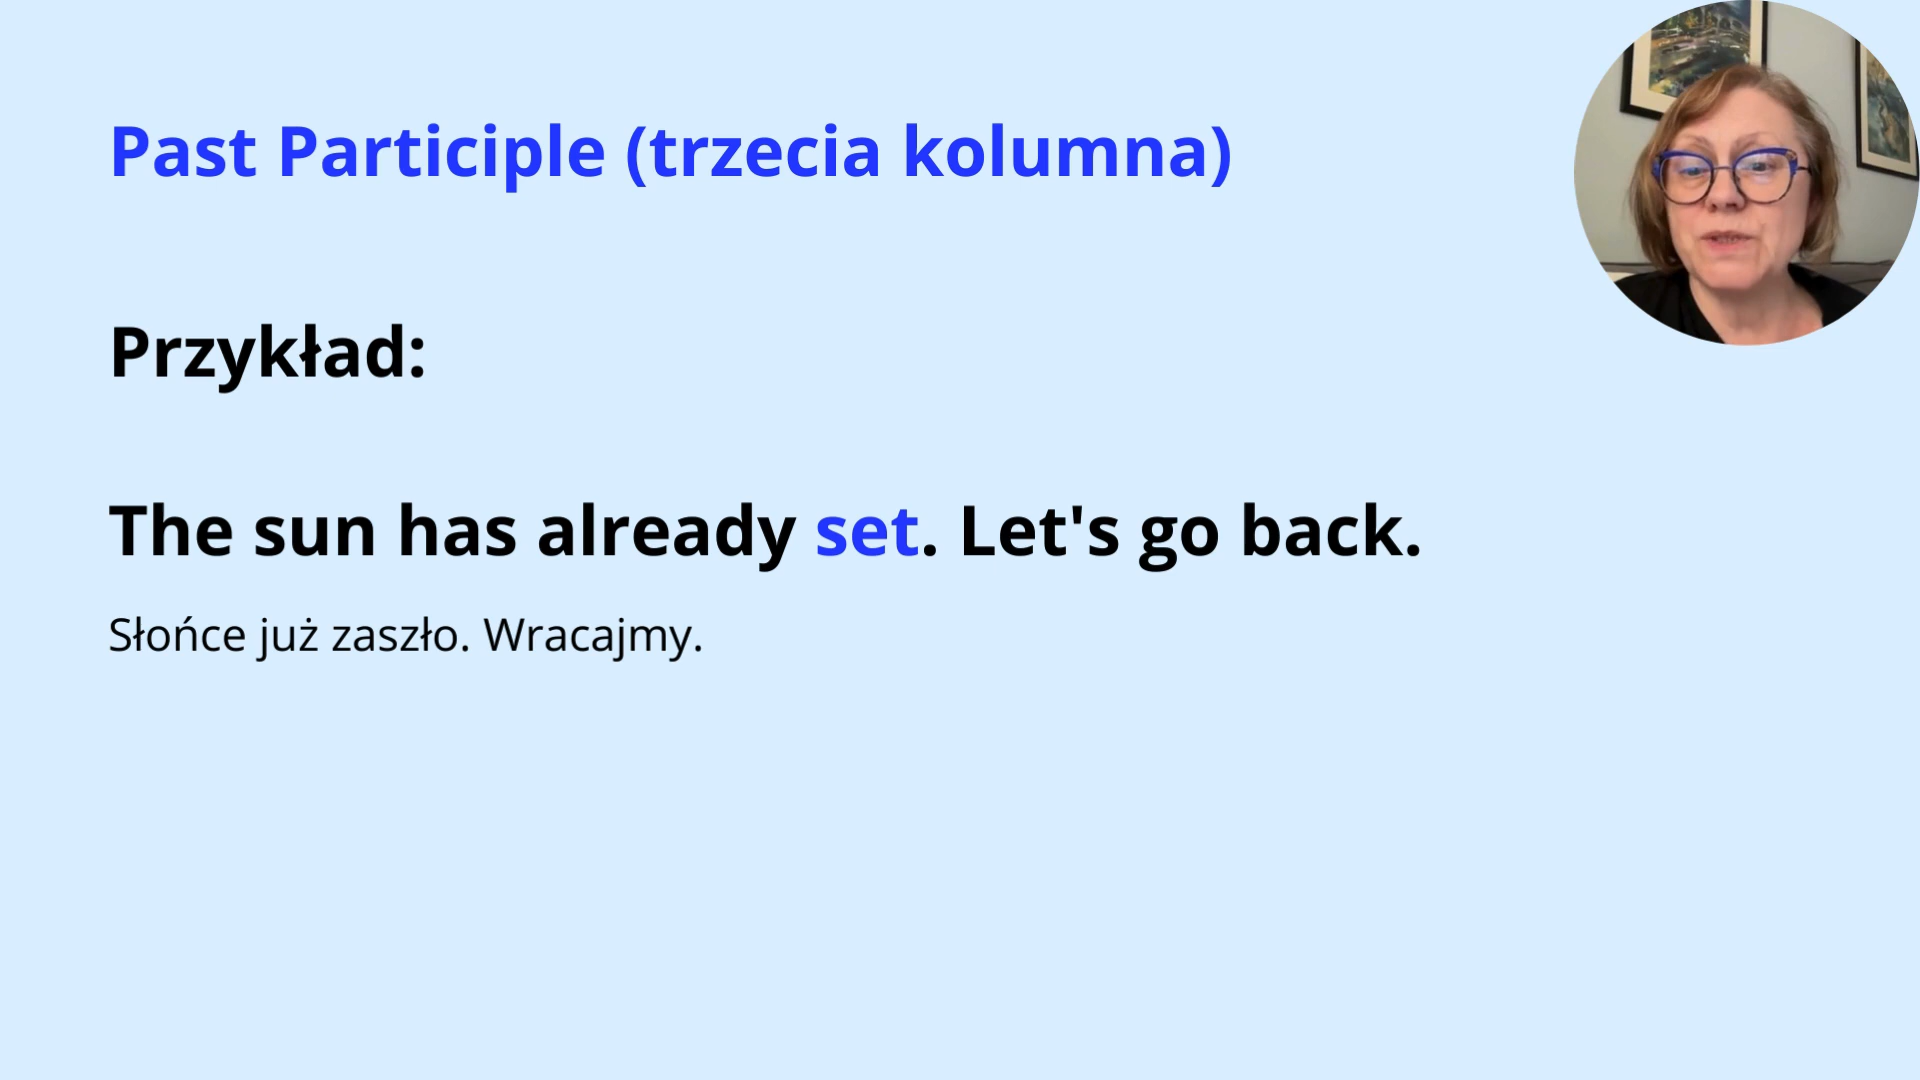 Past Participle (trzecia kolumna)
Przykład:
The sun has already set. Let's go back.
Słońce już zaszło. Wracajmy.